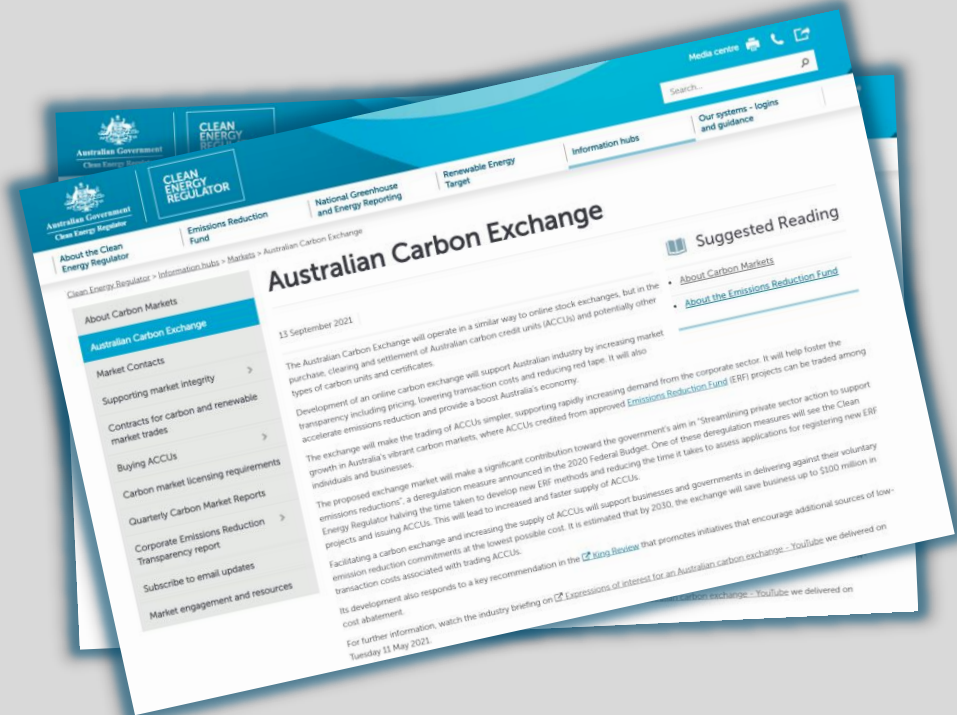 Australian Government
Clean Energy Regulator
CLEAN
ENERGY
REGULATOR
Media centre
Search...
Australian Government
Clean Energy Regulator
CLEAN
ENERGY
REGULATOR
About the Clean
Energy Regulator
Emissions Reduction
Fund
National Greenhouse
and Energy Reporting
Renewable Energy
Target
Information hubs
Our systems - logins
and guidance
Clean Energy Regulator > Information hubs > Markets > Australian Carbon Exchange
About Carbon Markets
Australian Carbon Exchange
Market Contacts
Supporting market integrity
Contracts for carbon and renewable
market trades
Buying ACCUs
Carbon market licensing requirements
Quarterly Carbon Market Reports
Corporate Emissions Reduction
Transparency report
Subscribe to email updates
Market engagement and resources
Australian Carbon Exchange
13 September 2021
The Australian Carbon Exchange will operate in a similar way to online stock exchanges, but in the
purchase, clearing and settlement of Australian carbon credit units (ACCUs) and potentially other
types of carbon units and certificates.
Development of an online carbon exchange will support Australian industry by increasing market
transparency including pricing, lowering transaction costs and reducing red tape. It will also
accelerate emissions reduction and provide a boost Australia's economy.
The exchange will make the trading of ACCUs simpler, supporting rapidly increasing demand from the corporate sector. It will help foster the
growth in Australia's vibrant carbon markets, where ACCUs credited from approved Emissions Reduction Fund (ERF) projects can be traded among
individuals and businesses.
The proposed exchange market will make a significant contribution toward the government's aim in "Streamlining private sector action to support
emissions reductions", a deregulation measure announced in the 2020 Federal Budget. One of these deregulation measures will see the Clean
Energy Regulator halving the time taken to develop new ERF methods and reducing the time it takes to assess applications for registering new ERF
projects and issuing ACCUs. This will lead to increased and faster supply of ACCUs.
Facilitating a carbon exchange and increasing the supply of ACCUs will support businesses and governments in delivering against their voluntary
emission reduction commitments at the lowest possible cost. It is estimated that by 2030, the exchange will save business up to $100 million in
transaction costs associated with trading ACCUs.
Its development also responds to a key recommendation in the King Review that promotes initiatives that encourage additional sources of low-
cost abatement.
For further information, watch the industry briefing on Expressions of interest for an Australian carbon exchange - YouTube we delivered on
Tuesday 11 May 2021.
Suggested Reading
About Carbon Markets
About the Emissions Reduction Fund
carbon exchange - YouTube we delivered on